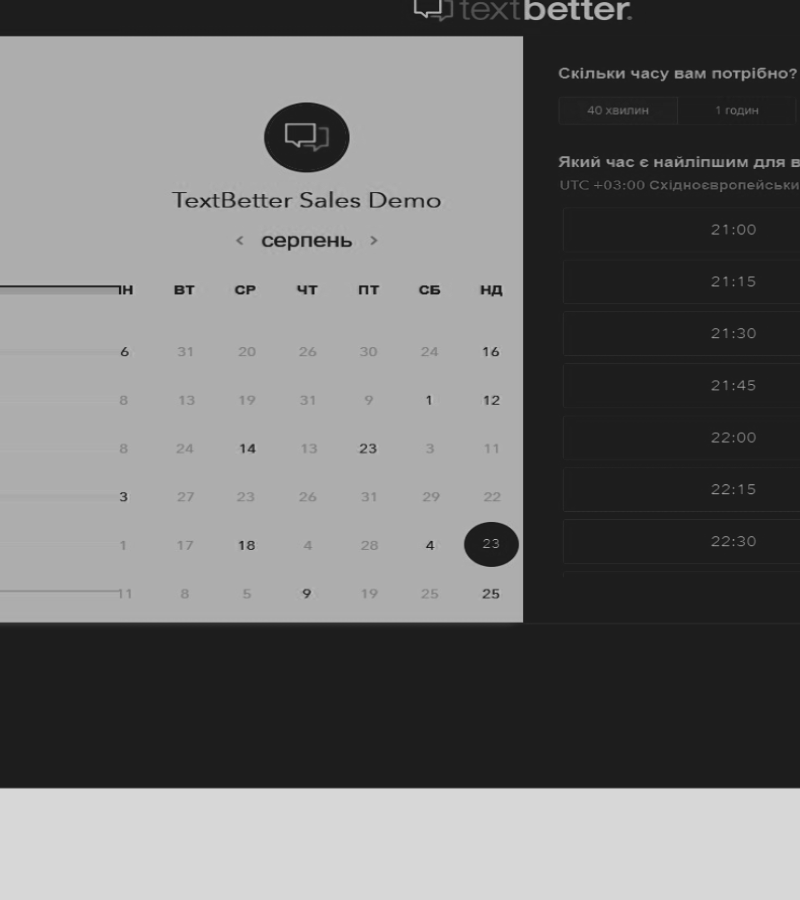 textbetter.
TextBetter Sales Demo
< серпень >
ІН ВТ СР ЧТ ПТ СБ НД
6 31 20 26 30 24 16
8 13 19 31 9 1 12
8 24 14 13 23 3 11
3 27 23 26 31 29 22
1 17 18 4 28 4 23
11 8 5 9 19 25 25
Скільки часу вам потрібно?
40 хвилин 1 годин
Який час є найліпшим для в
UTC +03:00 Східноєвропейськи
21:00
21:15
21:30
21:45
22:00
22:15
22:30